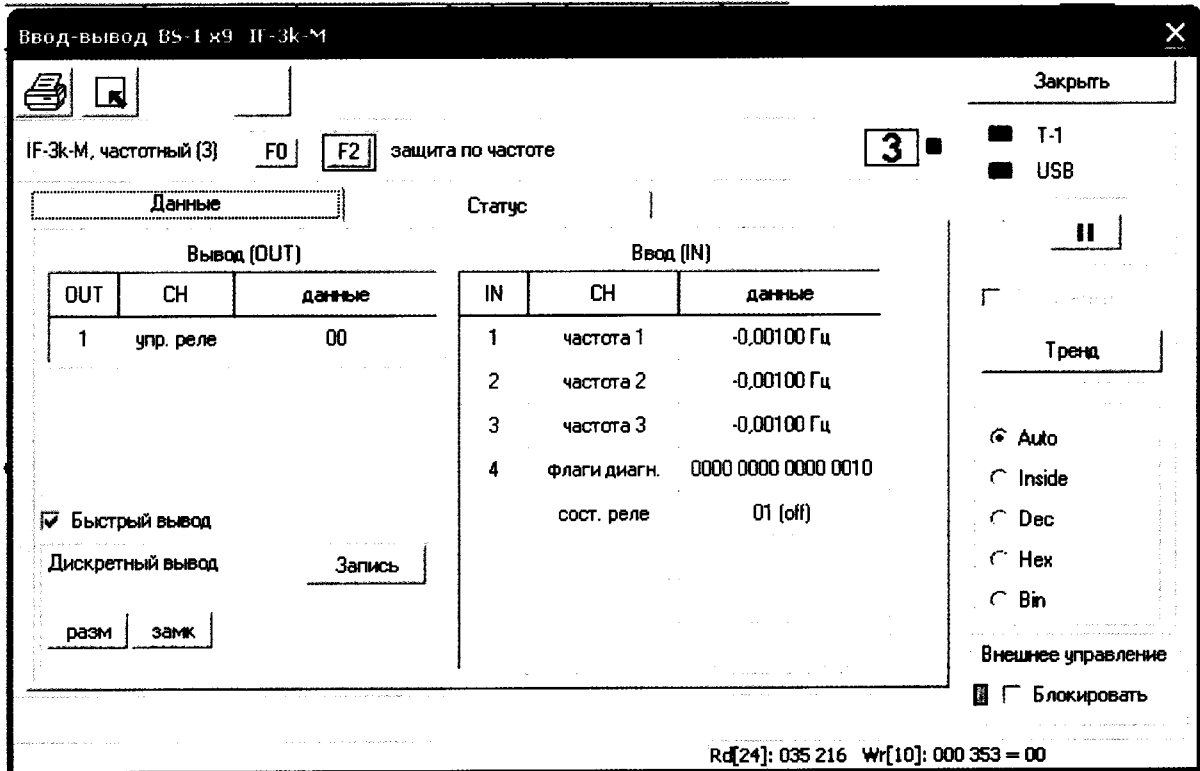 Ввод-вывод BS-1 x9 IF-3k-M
Закрыть
IF-3k-M, частотный (3) F0 F2 защита по частоте 3
T-1
USB
Данные Статус
Вывод (OUT)
OUT CH данные
1 упр. реле 00
Ввод (IN)
IN CH данные
1 частота 1 -0,00100 Гц
2 частота 2 -0,00100 Гц
3 частота 3 -0,00100 Гц
4 флаги диагн. 0000 0000 0000 0010
сост. реле 01 (off)
Быстрый вывод
Дискретный вывод Запись
разм замк
Тренд
Auto
Inside
Dec
Hex
Bin
Внешнее управление
Блокировать
Rd[24]: 035 216 Wr[10]: 000 353 = 00